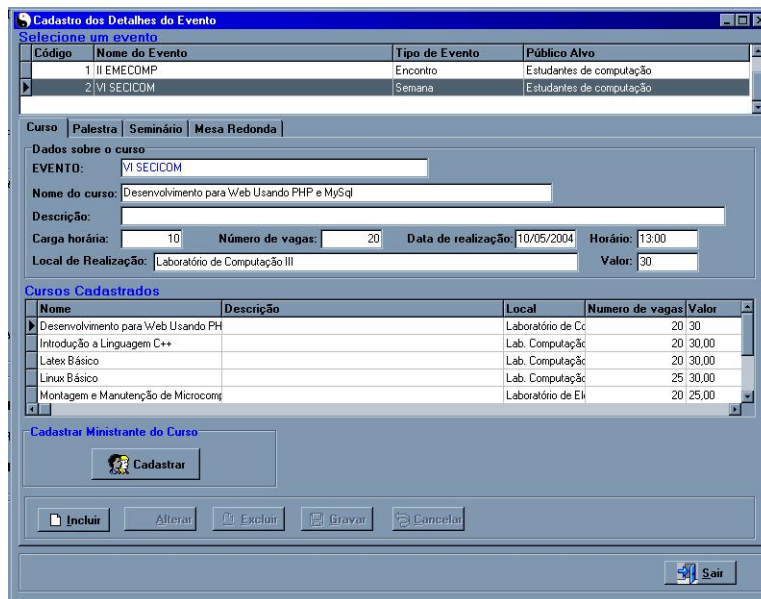 Cadastro dos Detalhes do Evento
Selecione um evento
Código Nome do Evento Tipo de Evento Público Alvo
1 II EMECOMP Encontro Estudantes de computação
2 VI SECICOM Semana Estudantes de computação
Curso Palestra Seminário Mesa Redonda
Dados sobre o curso
EVENTO: VI SECICOM
Nome do curso: Desenvolvimento para Web Usando PHP e MySql
Descrição:
Carga horária: 10 Número de vagas: 20 Data de realização: 10/05/2004 Horário: 13:00
Local de Realização: Laboratório de Computação III Valor: 30
Cursos Cadastrados
Nome Descrição Local Numero de vagas Valor
Desenvolvimento para Web Usando PH Laboratório de Co 20 30
Introdução a Linguagem C++ Lab. Computaçãc 20 30,00
Latex Básico Lab. Computaçãc 20 30,00
Linux Básico Lab. Computaçãc 25 30,00
Montagem e Manutenção de Microcomp Laboratório de Ele 20 25,00
Cadastrar Ministrante do Curso
Cadastrar
Incluir Alterar Excluir Gravar Cancelar
Sair